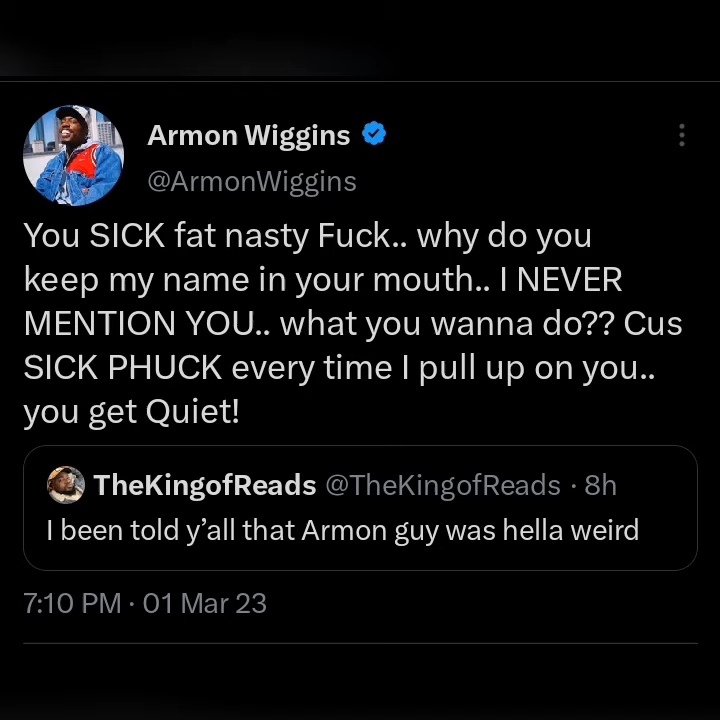 Armon Wiggins
@ArmonWiggins
You SICK fat nasty Fuck.. why do you
keep my name in your mouth.. I NEVER
MENTION YOU.. what you wanna do?? Cus
SICK PHUCK every time I pull up on you..
you get Quiet!
TheKingofReads @TheKingofReads · 8h
I been told y’all that Armon guy was hella weird
7:10 PM · 01 Mar 23